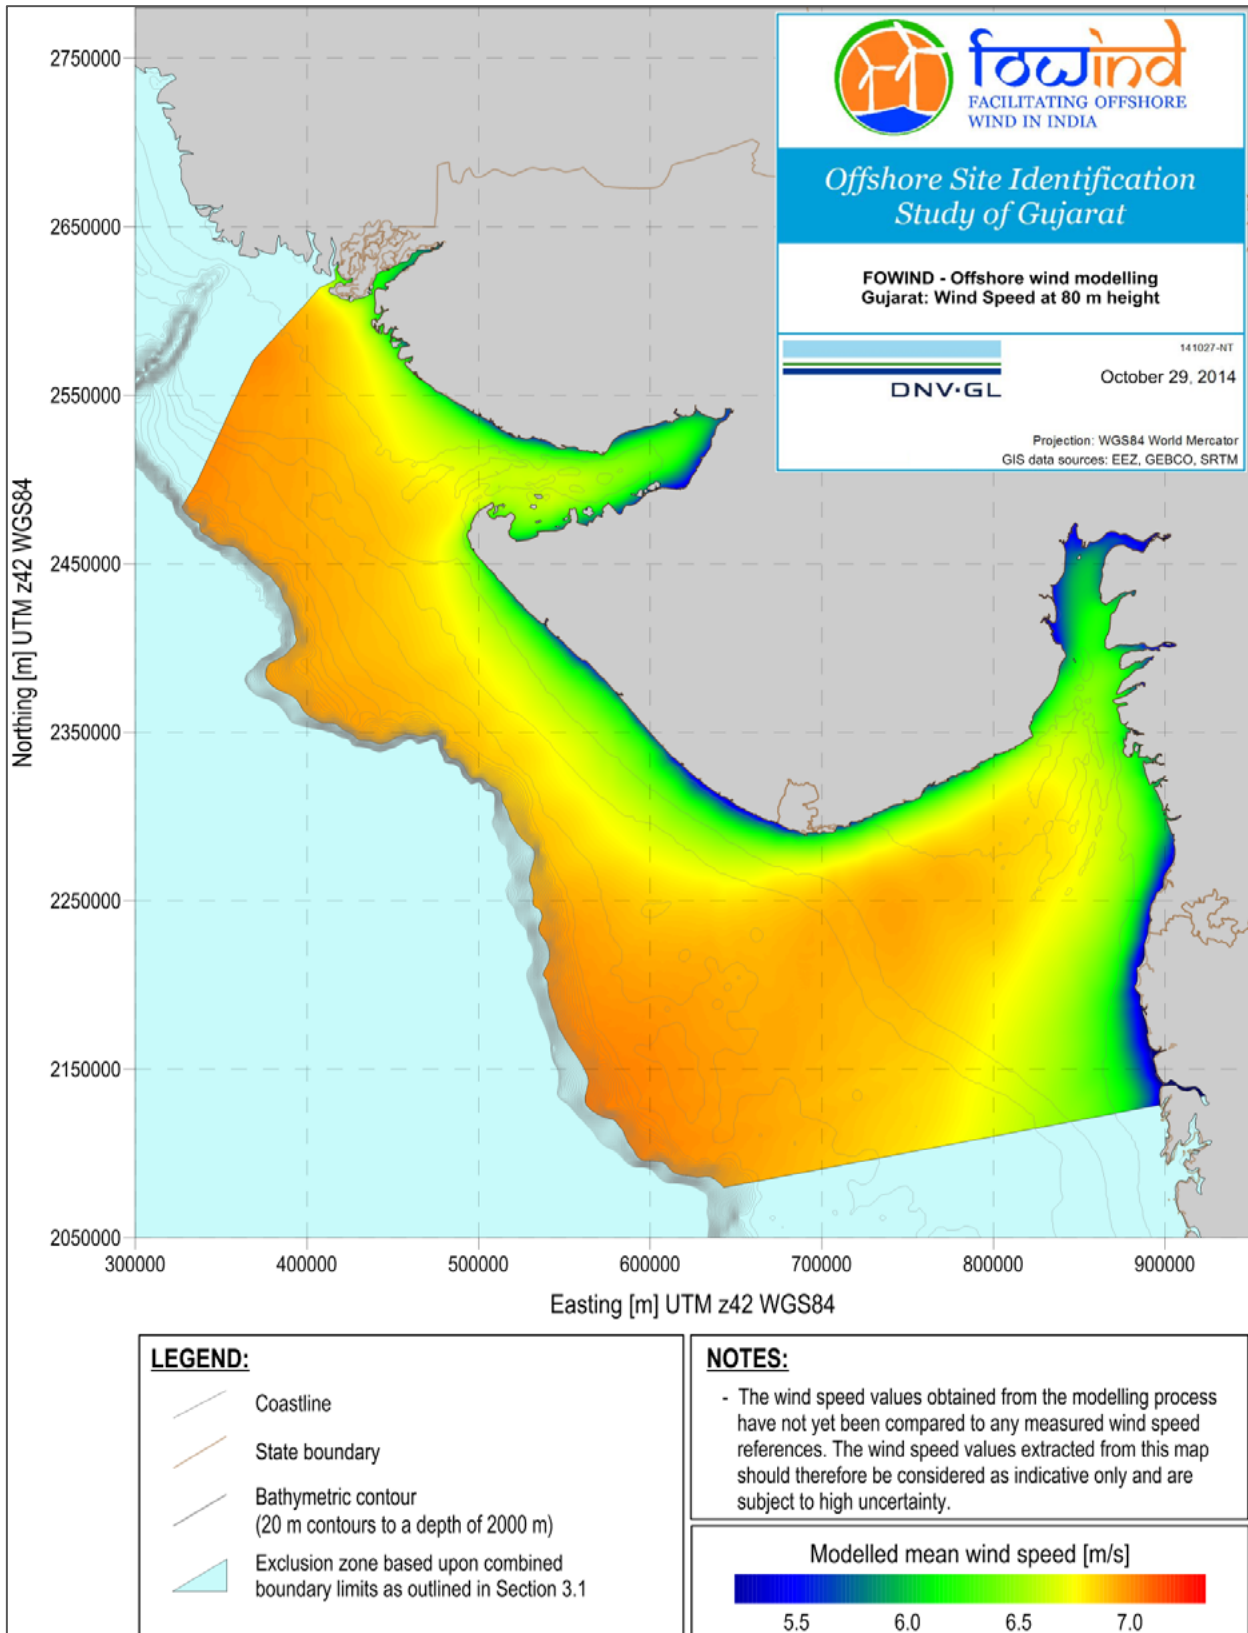 fowind
FACILITATING OFFSHORE
WIND IN INDIA
Offshore Site Identification
Study of Gujarat
FOWIND - Offshore wind modelling
Gujarat: Wind Speed at 80 m height
141027-NT
DNV·GL
October 29, 2014
Projection: WGS84 World Mercator
GIS data sources: EEZ, GEBCO, SRTM
Northing [m] UTM z42 WGS84
2750000
2650000
2550000
2450000
2350000
2250000
2150000
2050000
300000
400000
500000
600000
700000
800000
900000
Easting [m] UTM z42 WGS84
LEGEND:
Coastline
State boundary
Bathymetric contour
(20 m contours to a depth of 2000 m)
Exclusion zone based upon combined
boundary limits as outlined in Section 3.1
NOTES:
- The wind speed values obtained from the modelling process
have not yet been compared to any measured wind speed
references. The wind speed values extracted from this map
should therefore be considered as indicative only and are
subject to high uncertainty.
Modelled mean wind speed [m/s]
5.5
6.0
6.5
7.0